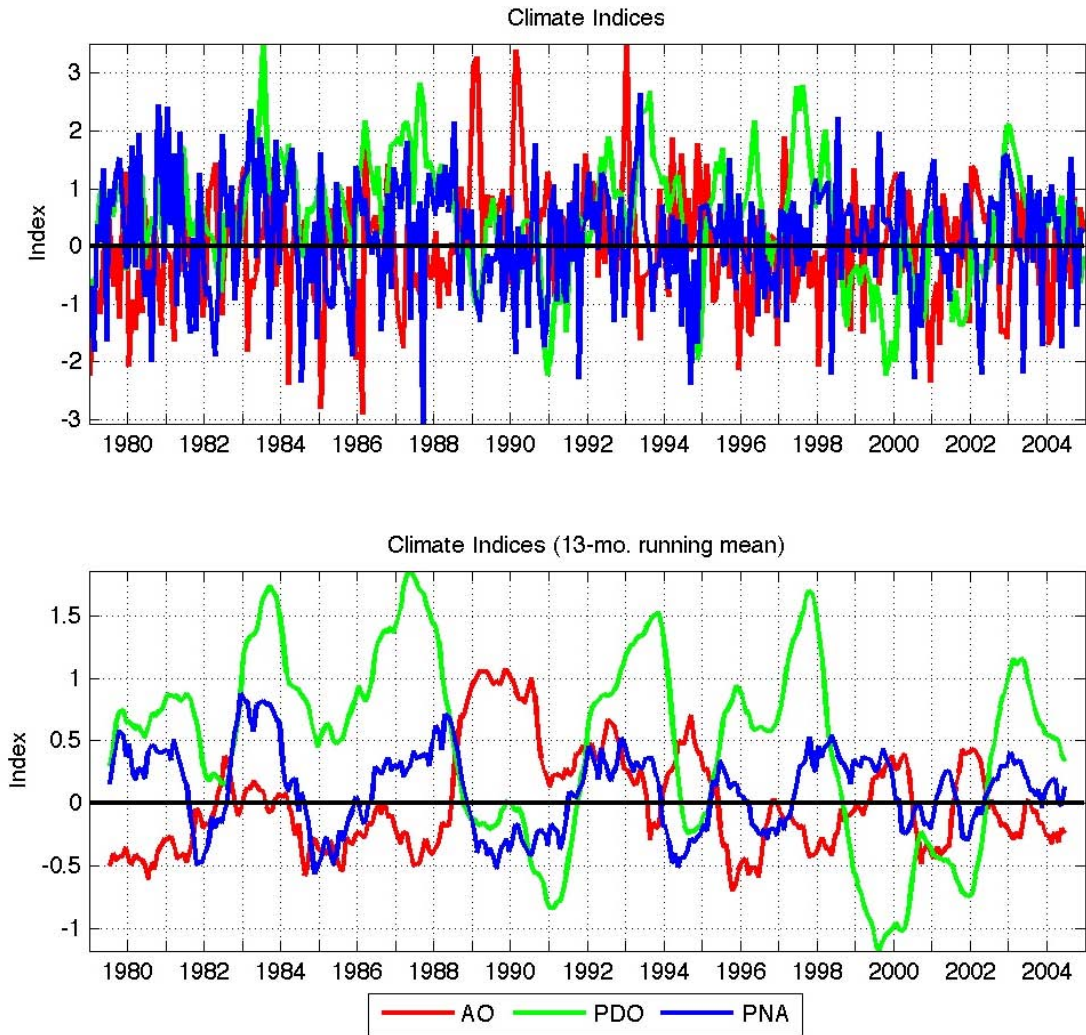 Climate Indices
3
2
1
0
-1
-2
-3
Index
1980 1982 1984 1986 1988 1990 1992 1994 1996 1998 2000 2002 2004
Climate Indices (13-mo. running mean)
1.5
1
0.5
0
-0.5
-1
Index
1980 1982 1984 1986 1988 1990 1992 1994 1996 1998 2000 2002 2004
AO PDO PNA